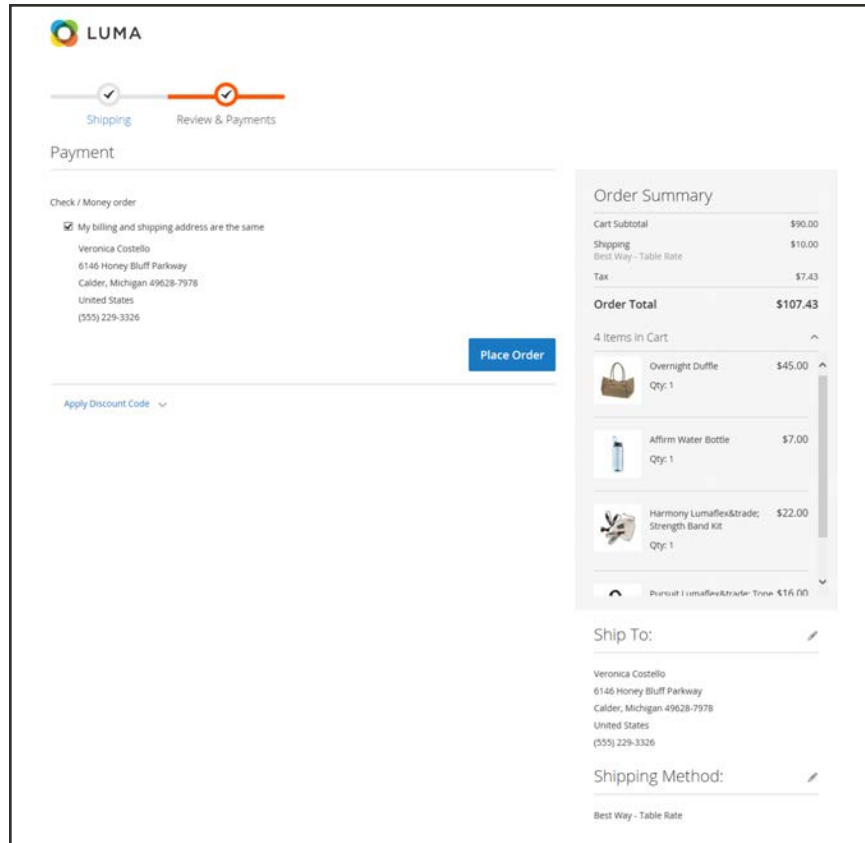 LUMA
Shipping
Review & Payments
Payment
Check / Money order
My billing and shipping address are the same
Veronica Costello
6146 Honey Bluff Parkway
Calder, Michigan 49628-7978
United States
(555) 229-3326
Place Order
Apply Discount Code
Order Summary
Cart Subtotal $90.00
Shipping $10.00
Best Way - Table Rate
Tax $7.43
Order Total $107.43
4 Items in Cart
Overnight Duffle $45.00
Qty: 1
Affirm Water Bottle $7.00
Qty: 1
Harmony Lumaflex&trade; $22.00
Strength Band Kit
Qty: 1
Pursuit Lumaflex&trade; Tone $16.00
Ship To:
Veronica Costello
6146 Honey Bluff Parkway
Calder, Michigan 49628-7978
United States
(555) 229-3326
Shipping Method:
Best Way - Table Rate